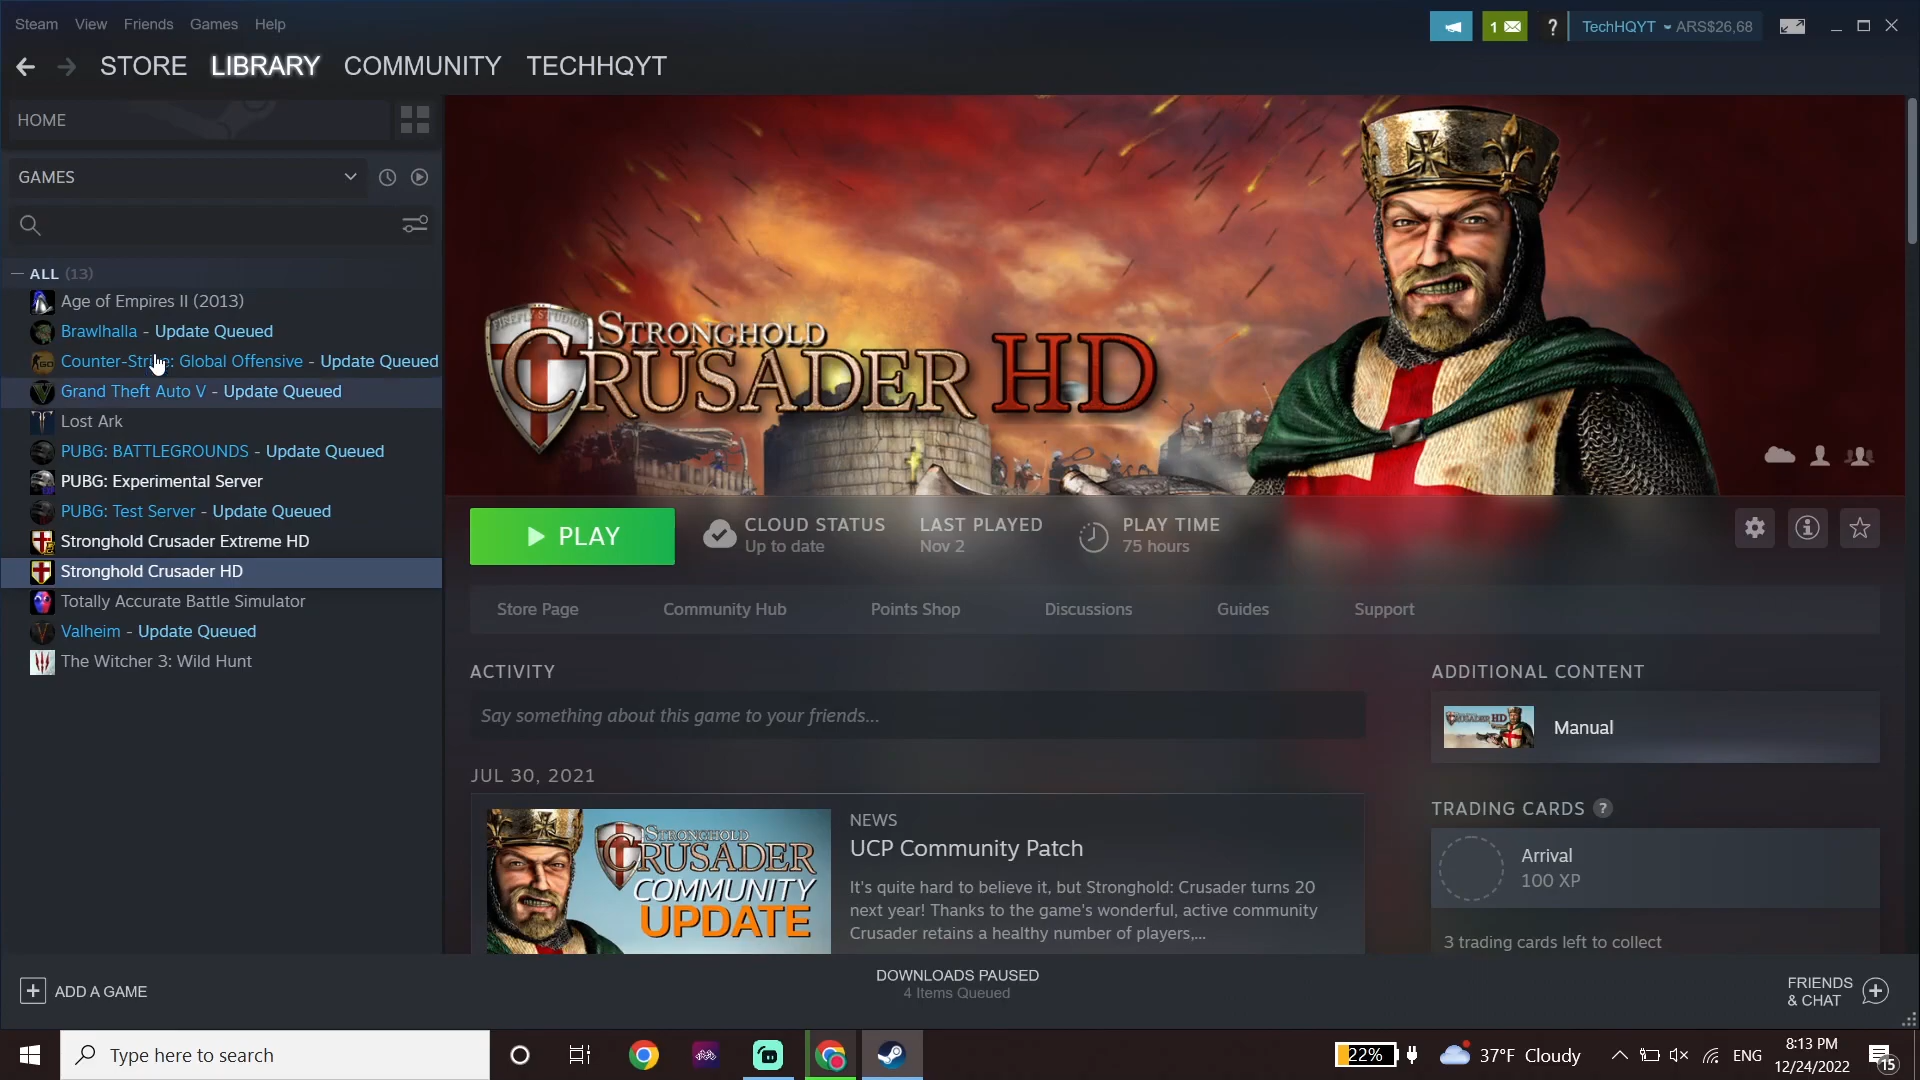 Steam View Friends Games Help
1 ? TechHQYT ARS$26,68
STORE LIBRARY COMMUNITY TECHHQYT
HOME
GAMES
ALL (13)
Age of Empires II (2013)
Brawlhalla - Update Queued
Counter-Strike: Global Offensive - Update Queued
Grand Theft Auto V - Update Queued
Lost Ark
PUBG: BATTLEGROUNDS - Update Queued
PUBG: Experimental Server
PUBG: Test Server - Update Queued
Stronghold Crusader Extreme HD
Stronghold Crusader HD
Totally Accurate Battle Simulator
Valheim - Update Queued
The Witcher 3: Wild Hunt
FIREFLY STUDIOS
STRONGHOLD
CRUSADER HD
PLAY
CLOUD STATUS
Up to date
LAST PLAYED
Nov 2
PLAY TIME
75 hours
Store Page Community Hub Points Shop Discussions Guides Support
ACTIVITY
Say something about this game to your friends...
JUL 30, 2021
STRONGHOLD
CRUSADER
COMMUNITY
UPDATE
NEWS
UCP Community Patch
It's quite hard to believe it, but Stronghold: Crusader turns 20
next year! Thanks to the game's wonderful, active community
Crusader retains a healthy number of players,...
ADDITIONAL CONTENT
CRUSADER HD
Manual
TRADING CARDS ?
Arrival
100 XP
3 trading cards left to collect
ADD A GAME
DOWNLOADS PAUSED
4 Items Queued
FRIENDS
& CHAT
Type here to search
22%
37°F Cloudy
ENG
8:13 PM
12/24/2022
15